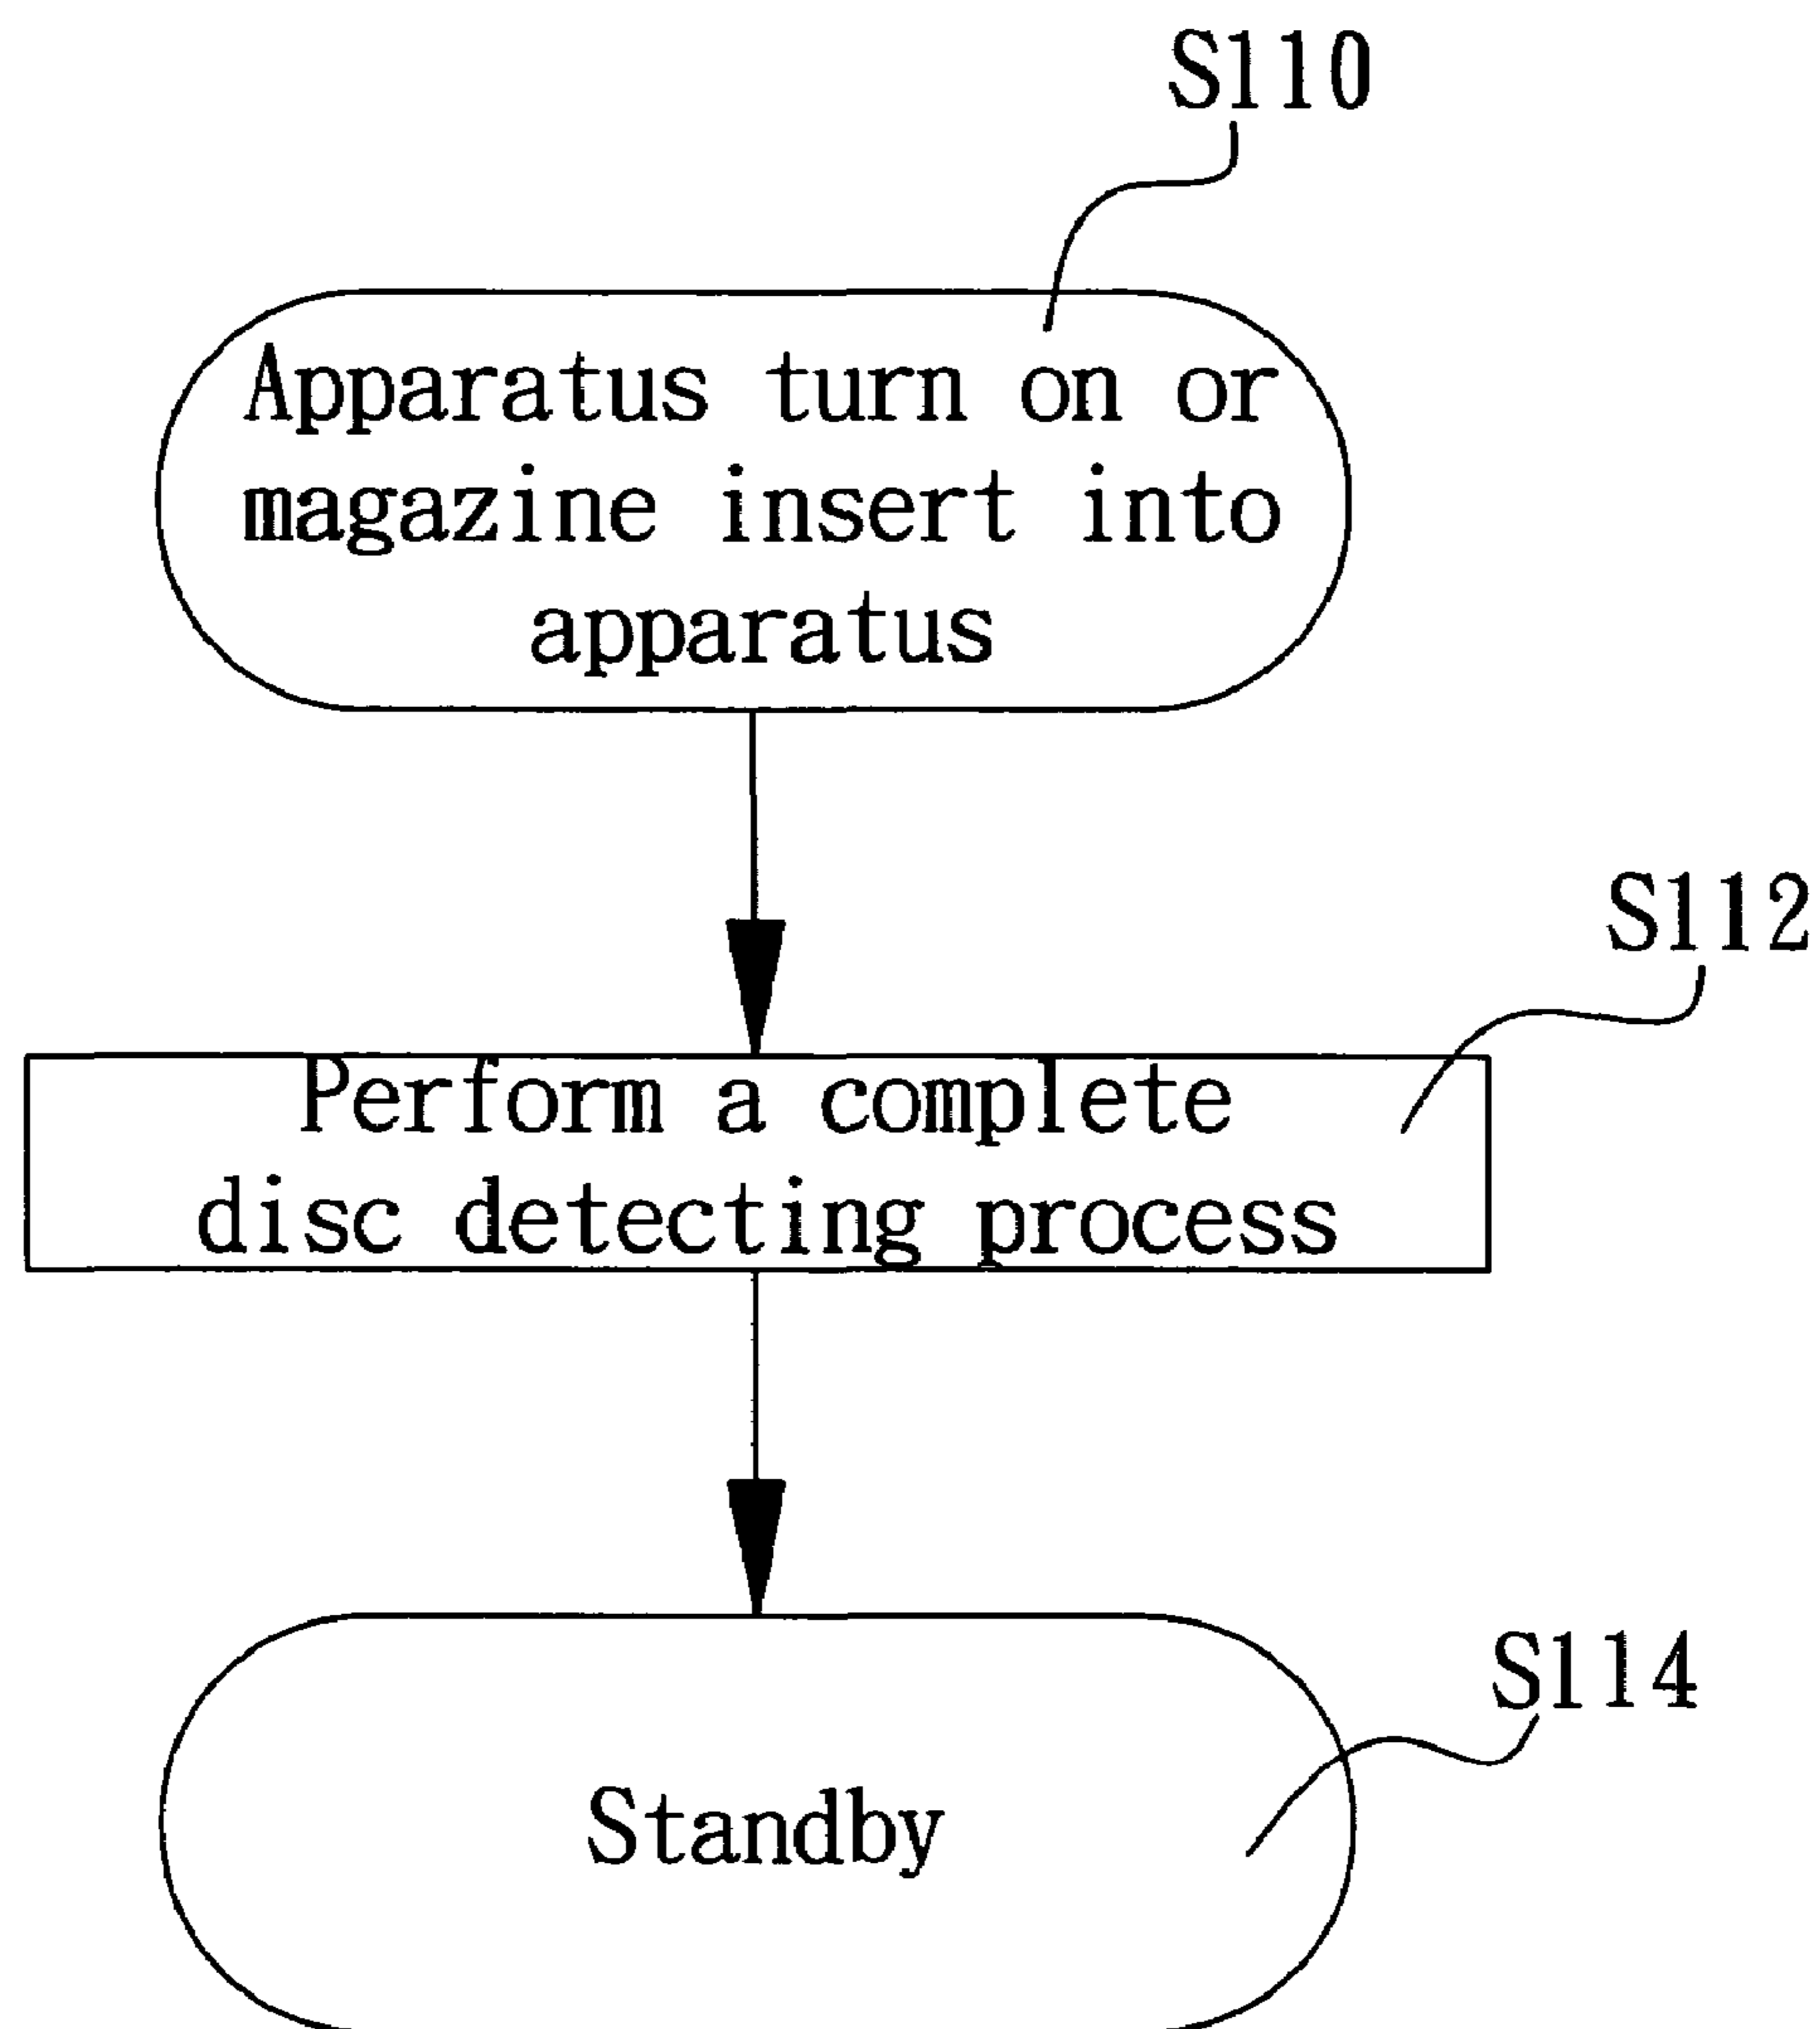 S110
Apparatus turn on or
magazine insert into
apparatus
S112
Perform a complete
disc detecting process
S114
Standby